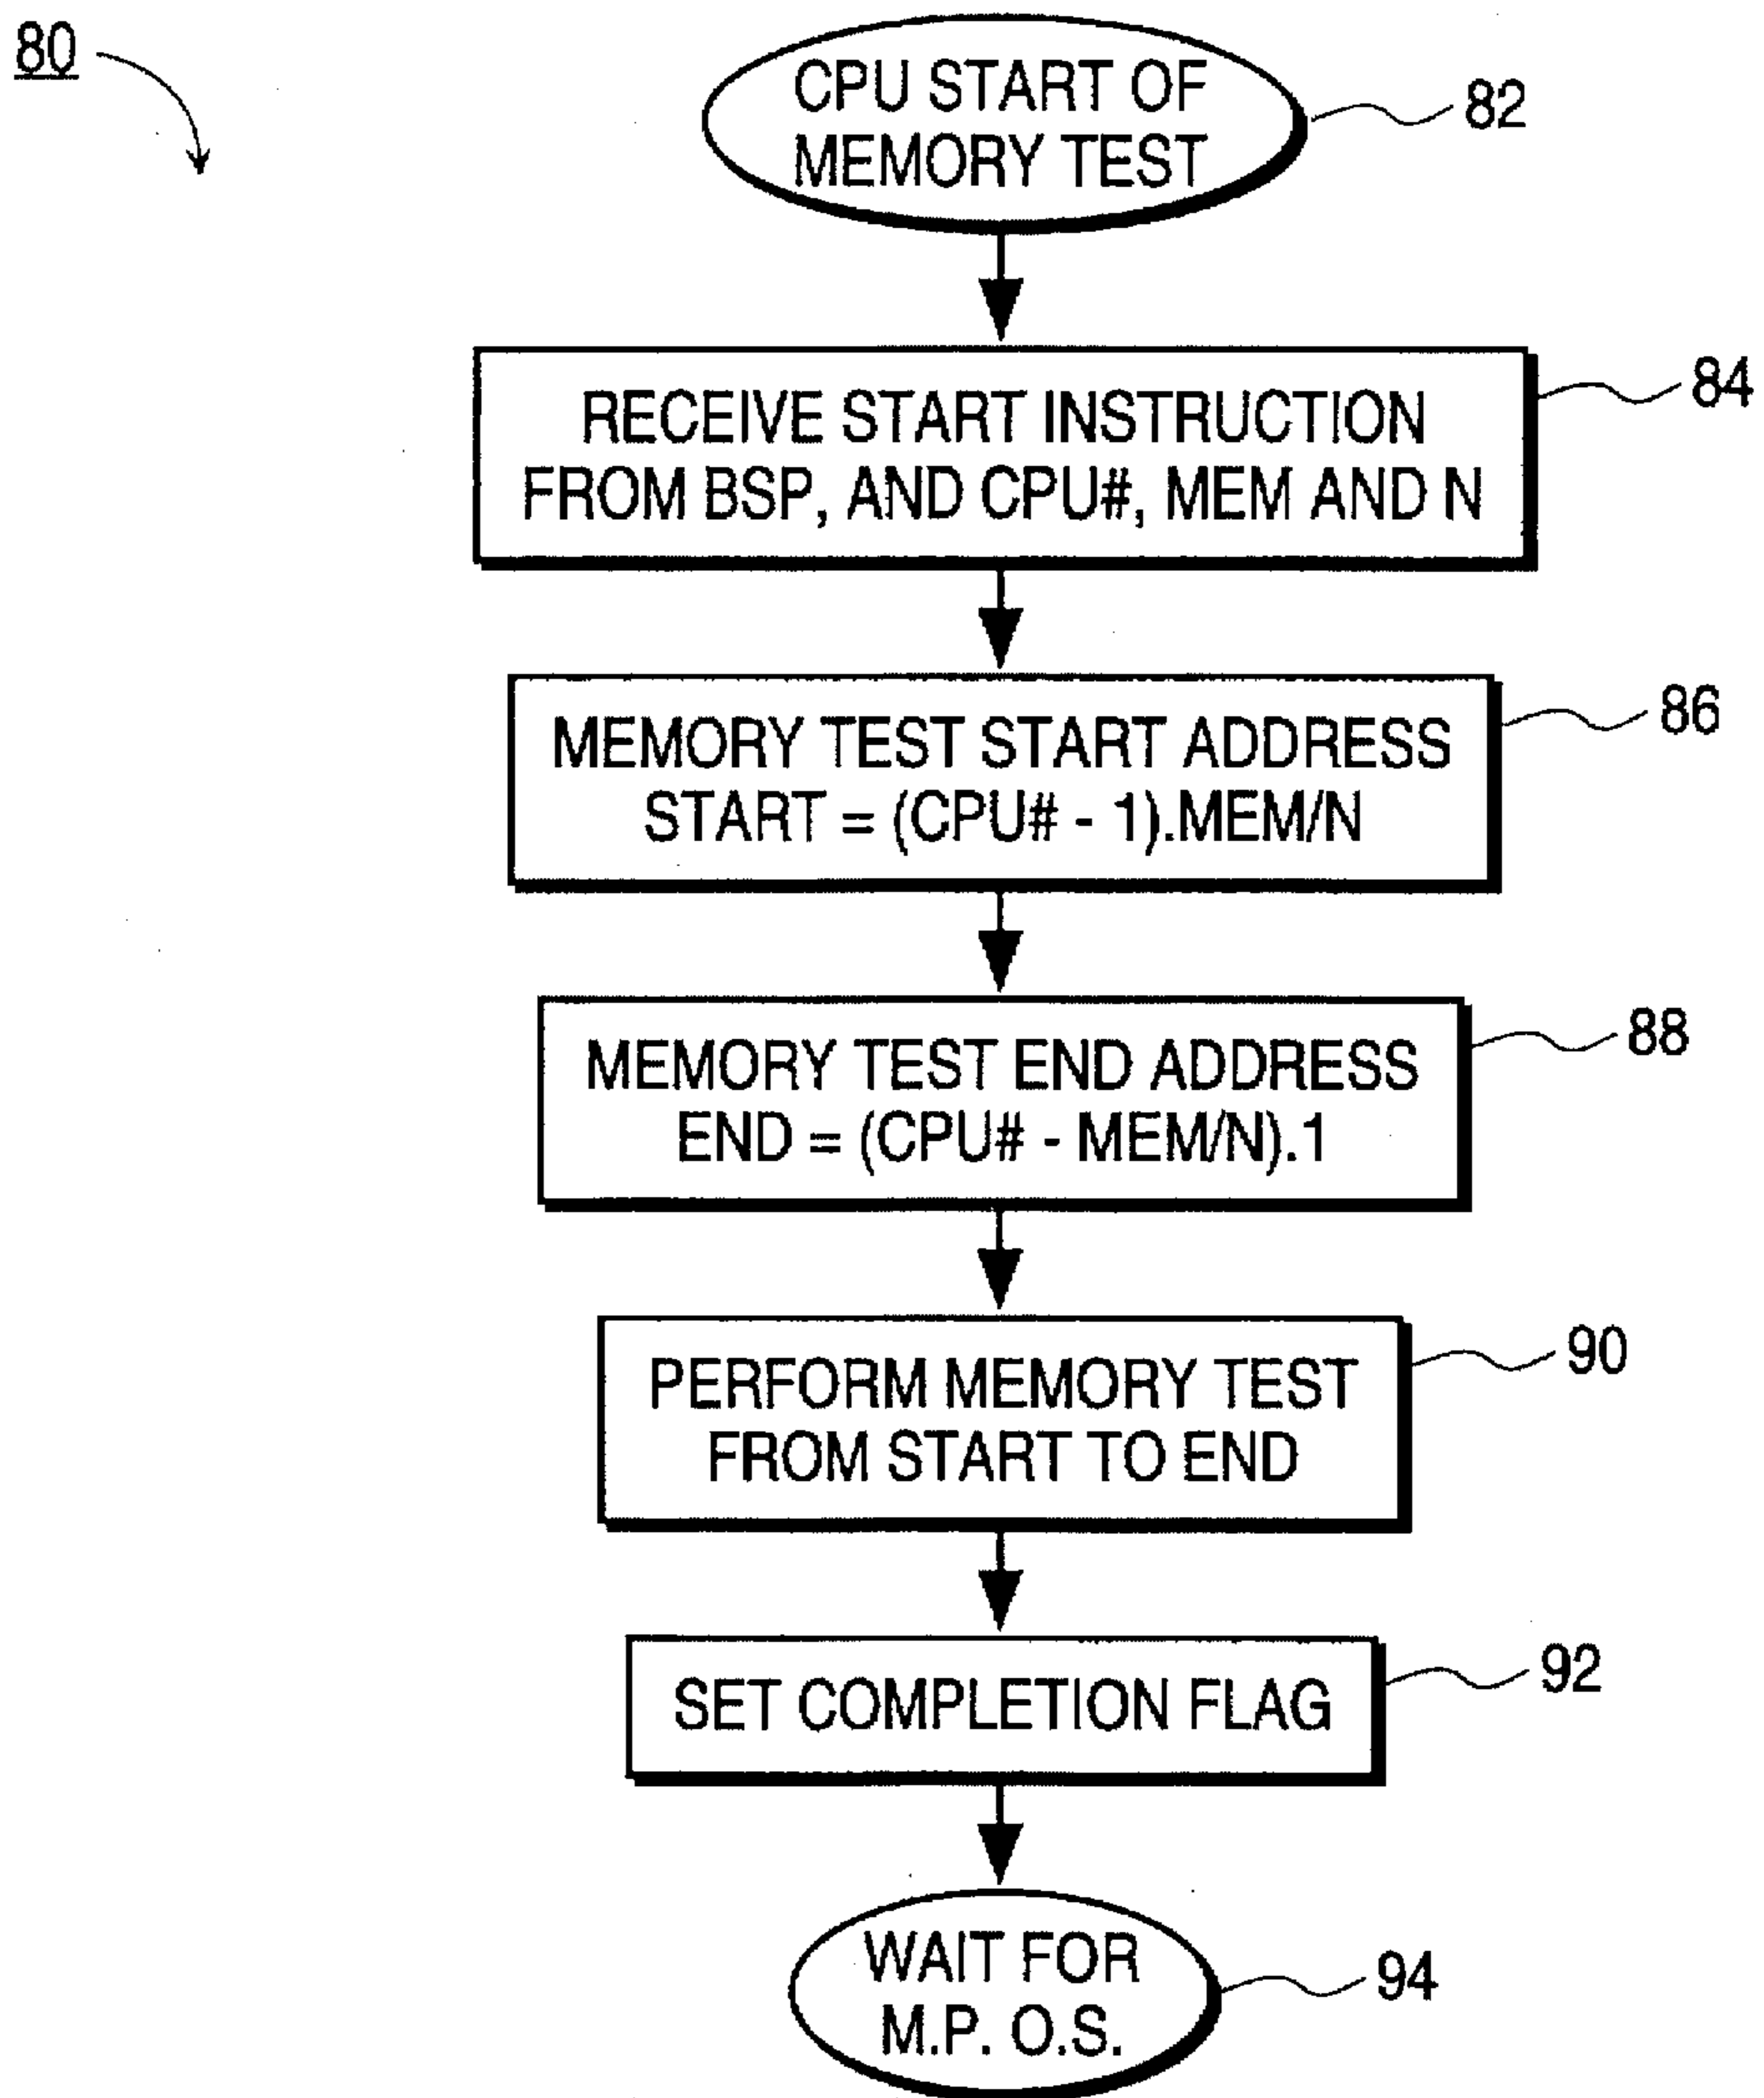 80
CPU START OF
MEMORY TEST
82
RECEIVE START INSTRUCTION
FROM BSP, AND CPU#, MEM AND N
84
MEMORY TEST START ADDRESS
START = (CPU# - 1).MEM/N
86
MEMORY TEST END ADDRESS
END = (CPU# - MEM/N).1
88
PERFORM MEMORY TEST
FROM START TO END
90
SET COMPLETION FLAG
92
WAIT FOR
M.P. O.S.
94